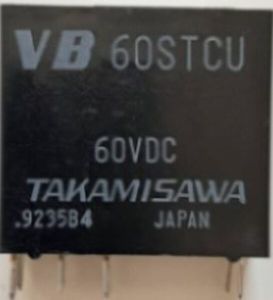 VB 60STCU
60VDC
TAKAMISAWA
.9235B4 JAPAN